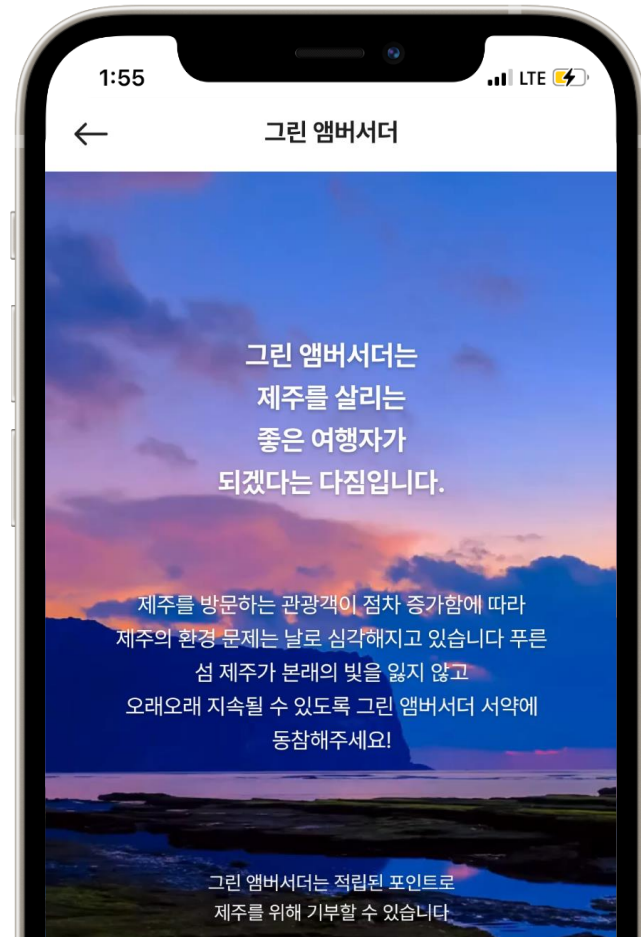 1:55
LTE
그린 앰버서더
그린 앰버서더는
제주를 살리는
좋은 여행자가
되겠다는 다짐입니다.
제주를 방문하는 관광객이 점차 증가함에 따라
제주의 환경 문제는 날로 심각해지고 있습니다 푸른
섬 제주가 본래의 빛을 잃지 않고
오래오래 지속될 수 있도록 그린 앰버서더 서약에
동참해주세요!
그린 앰버서더는 적립된 포인트로
제주를 위해 기부할 수 있습니다